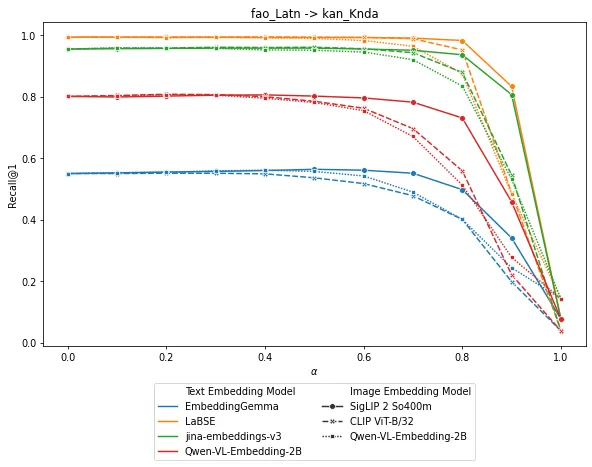 fao_Latn -> kan_Knda
Recall@1
1.0
0.8
0.6
0.4
0.2
0.0
0.0 0.2 0.4 0.6 0.8 1.0
α
Text Embedding Model Image Embedding Model
EmbeddingGemma SigLIP 2 So400m
LaBSE CLIP ViT-B/32
jina-embeddings-v3 Qwen-VL-Embedding-2B
Qwen-VL-Embedding-2B